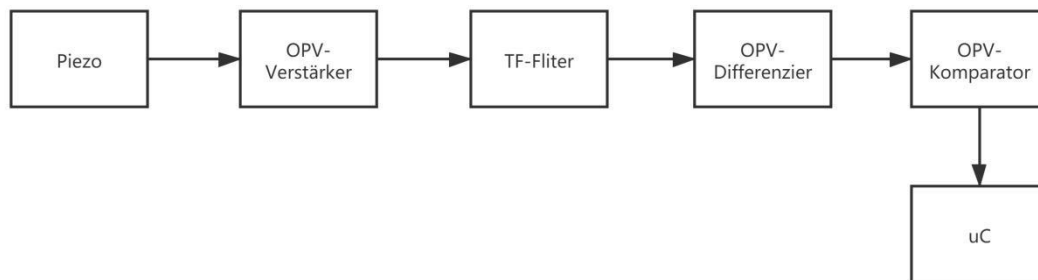 Piezo
OPV-
Verstärker
TF-Fliter
OPV-
Differenzier
OPV-
Komparator
uC